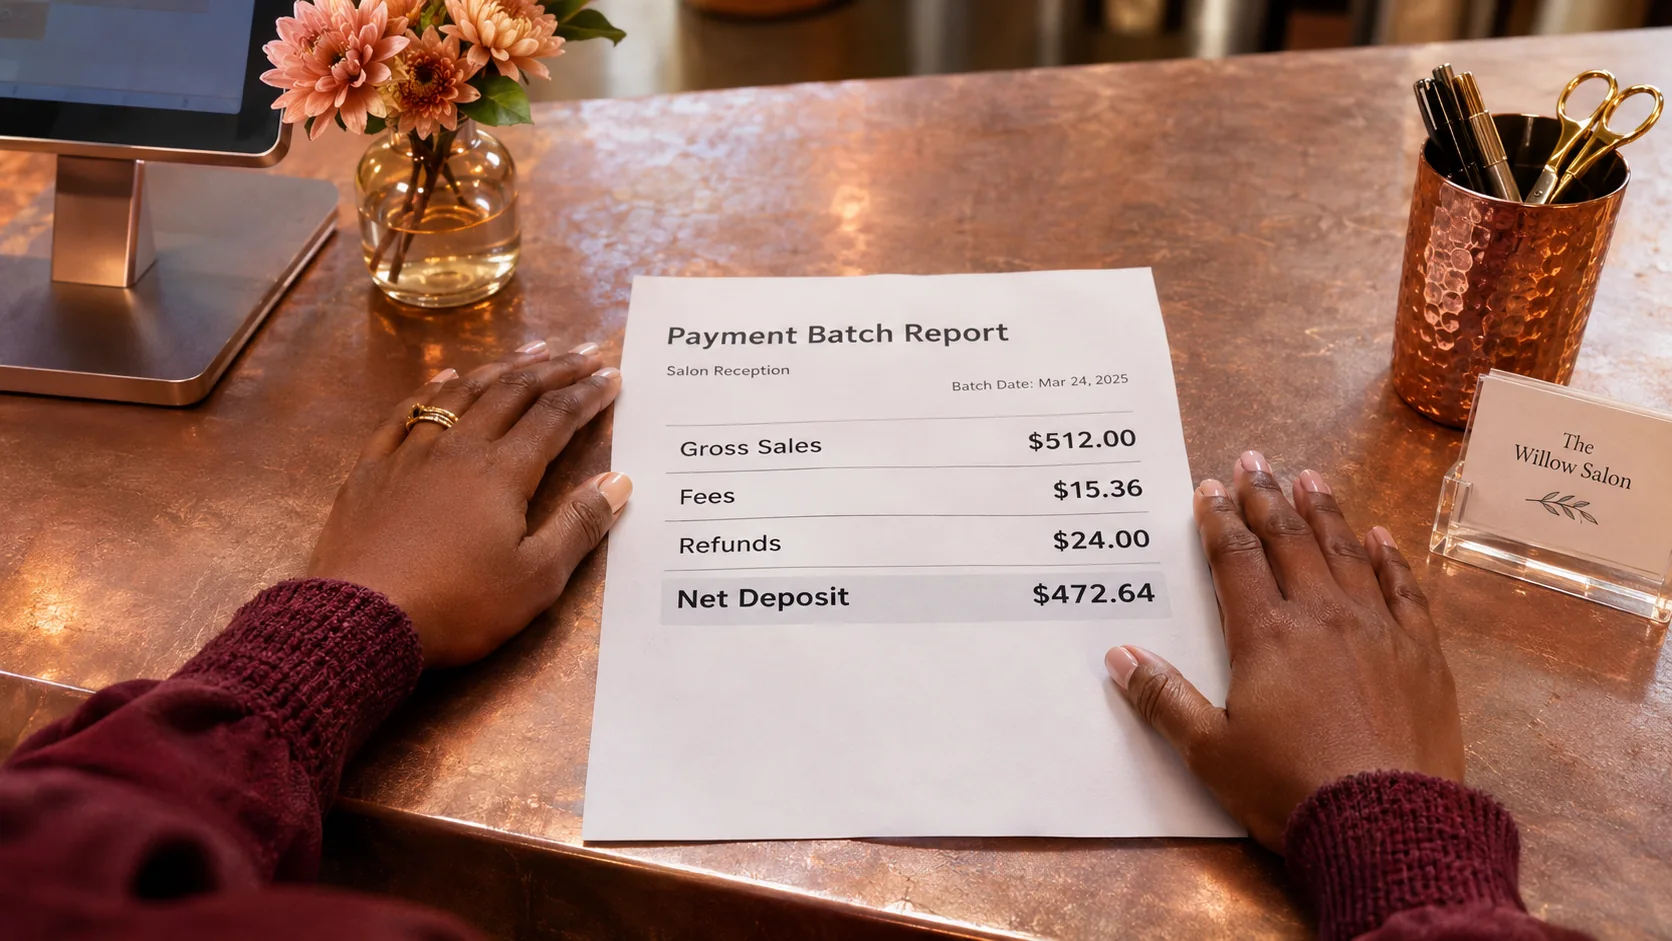 Payment Batch Report
Salon Reception
Batch Date: Mar 24, 2025
Gross Sales $512.00
Fees $15.36
Refunds $24.00
Net Deposit $472.64
The
Willow Salon